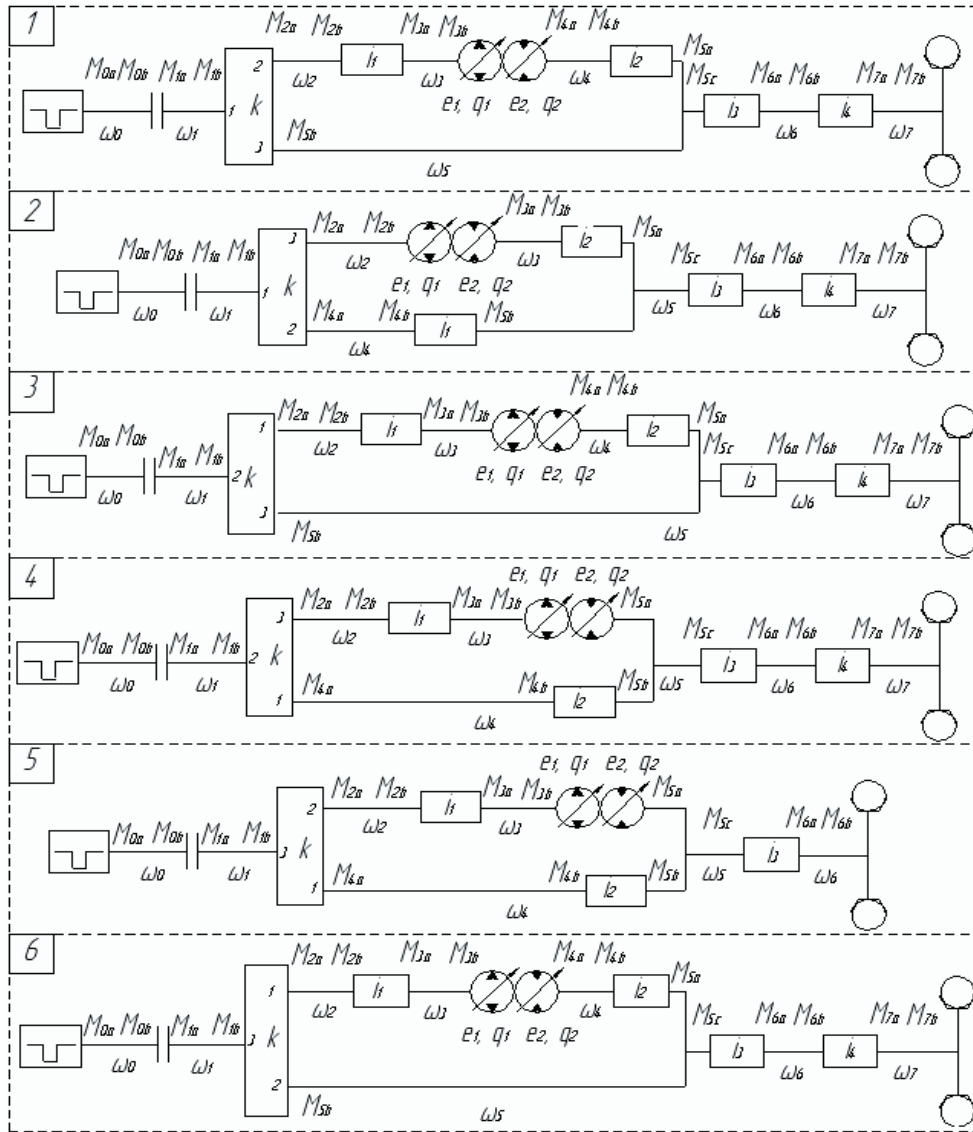 1
M2a M2b M3a M3b M4a M4b M5a
M0a M0b M1a M1b 2 i1 i2 M5c M6a M6b M7a M7b
ω2 ω3 e1, q1 e2, q2 ω4
1 k i3 i4
ω0 ω1 M5b ω6 ω7
3
ω5
2
M2a M2b M3a M3b M5a
M0a M0b M1a M1b 3 i2 M5c M6a M6b M7a M7b
ω2 ω3
1 k e1, q1 e2, q2 i3 i4
ω0 ω1 M4a M4b M5b ω5 ω6 ω7
2 i1
ω4
3
M2a M2b M3a M3b M4a M4b M5a
M0a M0b M1a M1b 1 i1 i2 M5c M6a M6b M7a M7b
ω2 ω3 ω4
2 k e1, q1 e2, q2 i3 i4
ω0 ω1 ω6 ω7
3
M5b ω5
4
e1, q1 e2, q2
M2a M2b M3a M3b M5a
M0a M0b M1a M1b 3 i1 M5c M6a M6b M7a M7b
ω2 ω3
2 k i3 i4
ω0 ω1 M4a M4b M5b ω5 ω6 ω7
1 i2
ω4
5
e1, q1 e2, q2
M2a M2b M3a M3b M5a
M0a M0b M1a M1b 2 i1 M5c M6a M6b
ω2 ω3
3 k i3
ω0 ω1 M4a M4b M5b ω5 ω6
1 i2
ω4
6
M2a M2b M3a M3b M4a M4b M5a
M0a M0b M1a M1b 1 i1 i2 M5c M6a M6b M7a M7b
ω2 ω3 ω4
3 k e1, q1 e2, q2 i3 i4
ω0 ω1 ω6 ω7
2
M5b ω5